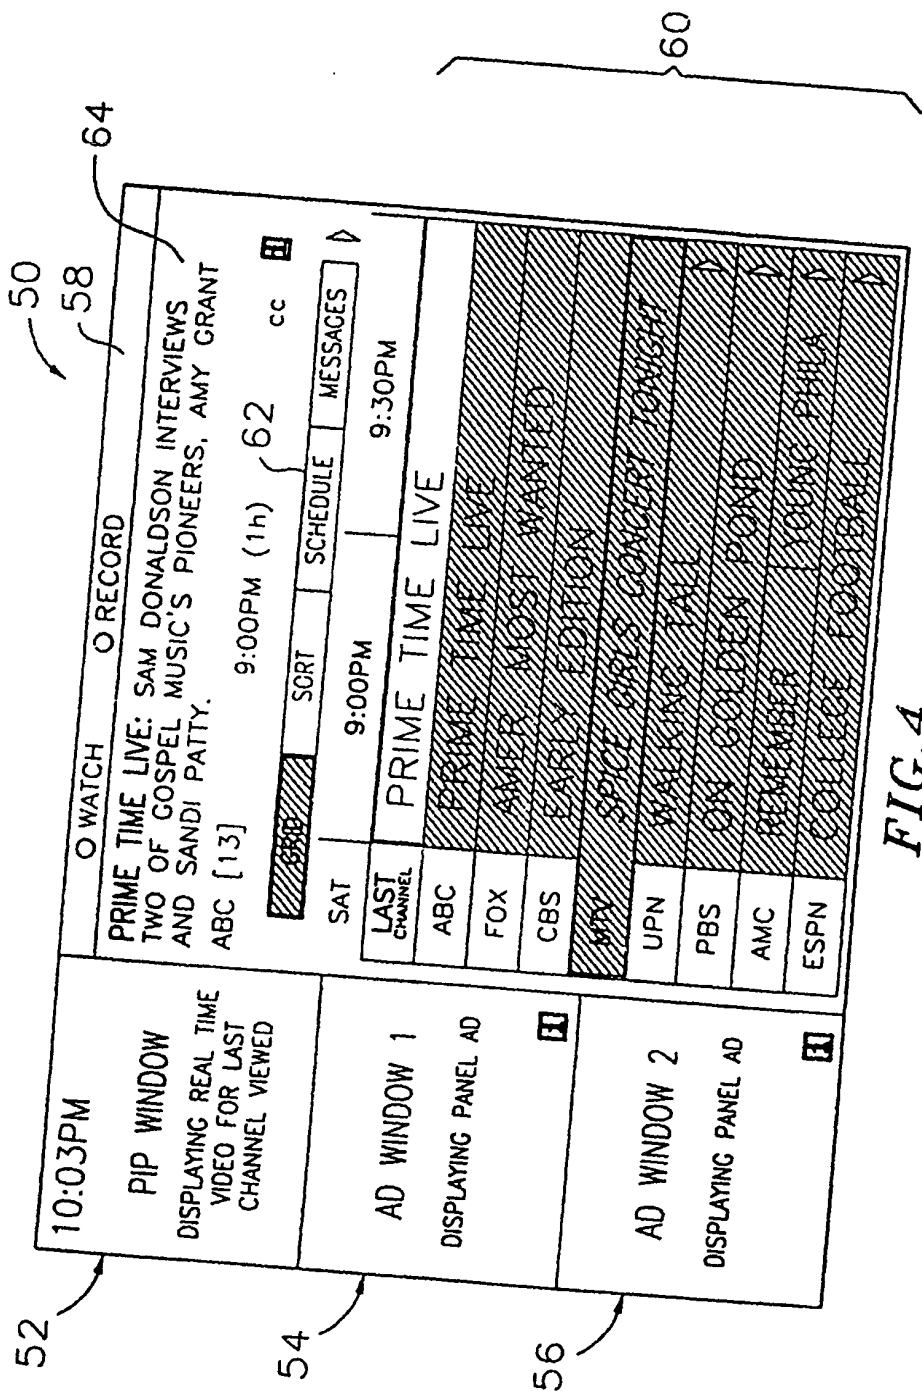 50
58
64
52
10:03PM
PIP WINDOW
DISPLAYING REAL TIME
VIDEO FOR LAST
CHANNEL VIEWED
54
AD WINDOW 1
DISPLAYING PANEL AD
i
56
AD WINDOW 2
DISPLAYING PANEL AD
i
O WATCH O RECORD
PRIME TIME LIVE: SAM DONALDSON INTERVIEWS
TWO OF GOSPEL MUSIC'S PIONEERS, AMY GRANT
AND SANDI PATTY.
ABC [13] 9:00PM (1h) cc i
62
GRID SORT SCHEDULE MESSAGES
SAT 9:00PM 9:30PM
LAST CHANNEL PRIME TIME LIVE
ABC PRIME TIME LIVE
FOX AMER. MOST WANTED
CBS EARLY EDITION
MTV SPICE GIRLS CONCERT TONIGHT
UPN WALKING TALL
PBS ON GOLDEN POND
AMC REMEMBER YOUNG PHILA
ESPN COLLEGE FOOTBALL
60
FIG.4